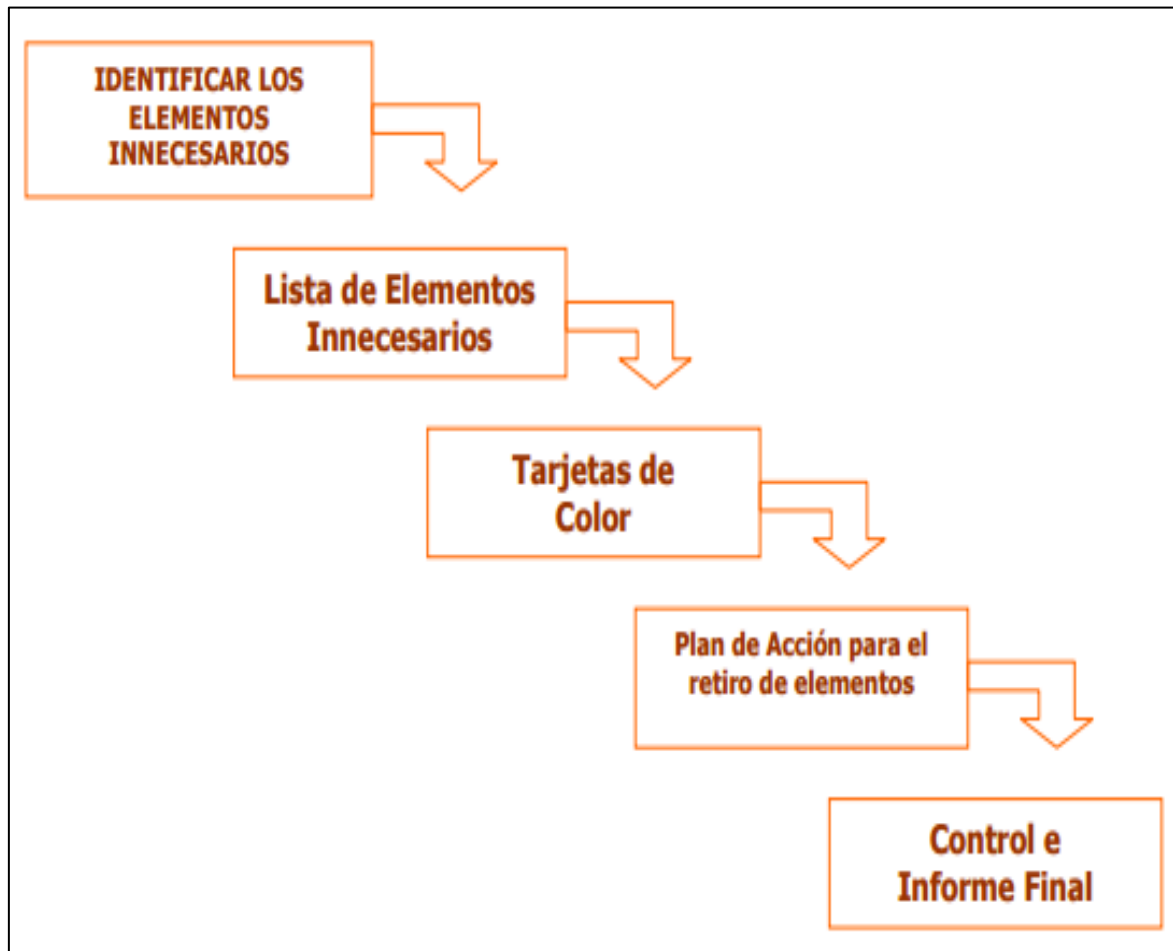 IDENTIFICAR LOS
ELEMENTOS
INNECESARIOS
Lista de Elementos
Innecesarios
Tarjetas de
Color
Plan de Acción para el
retiro de elementos
Control e
Informe Final